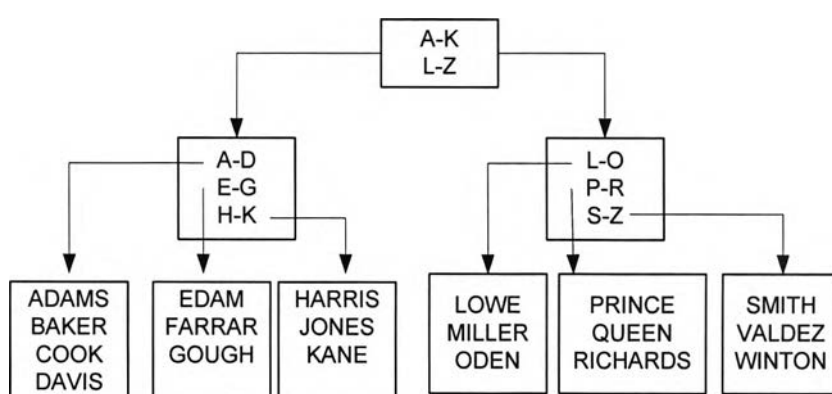 A-K
L-Z
A-D
E-G
H-K
L-O
P-R
S-Z
ADAMS
BAKER
COOK
DAVIS
EDAM
FARRAR
GOUGH
HARRIS
JONES
KANE
LOWE
MILLER
ODEN
PRINCE
QUEEN
RICHARDS
SMITH
VALDEZ
WINTON